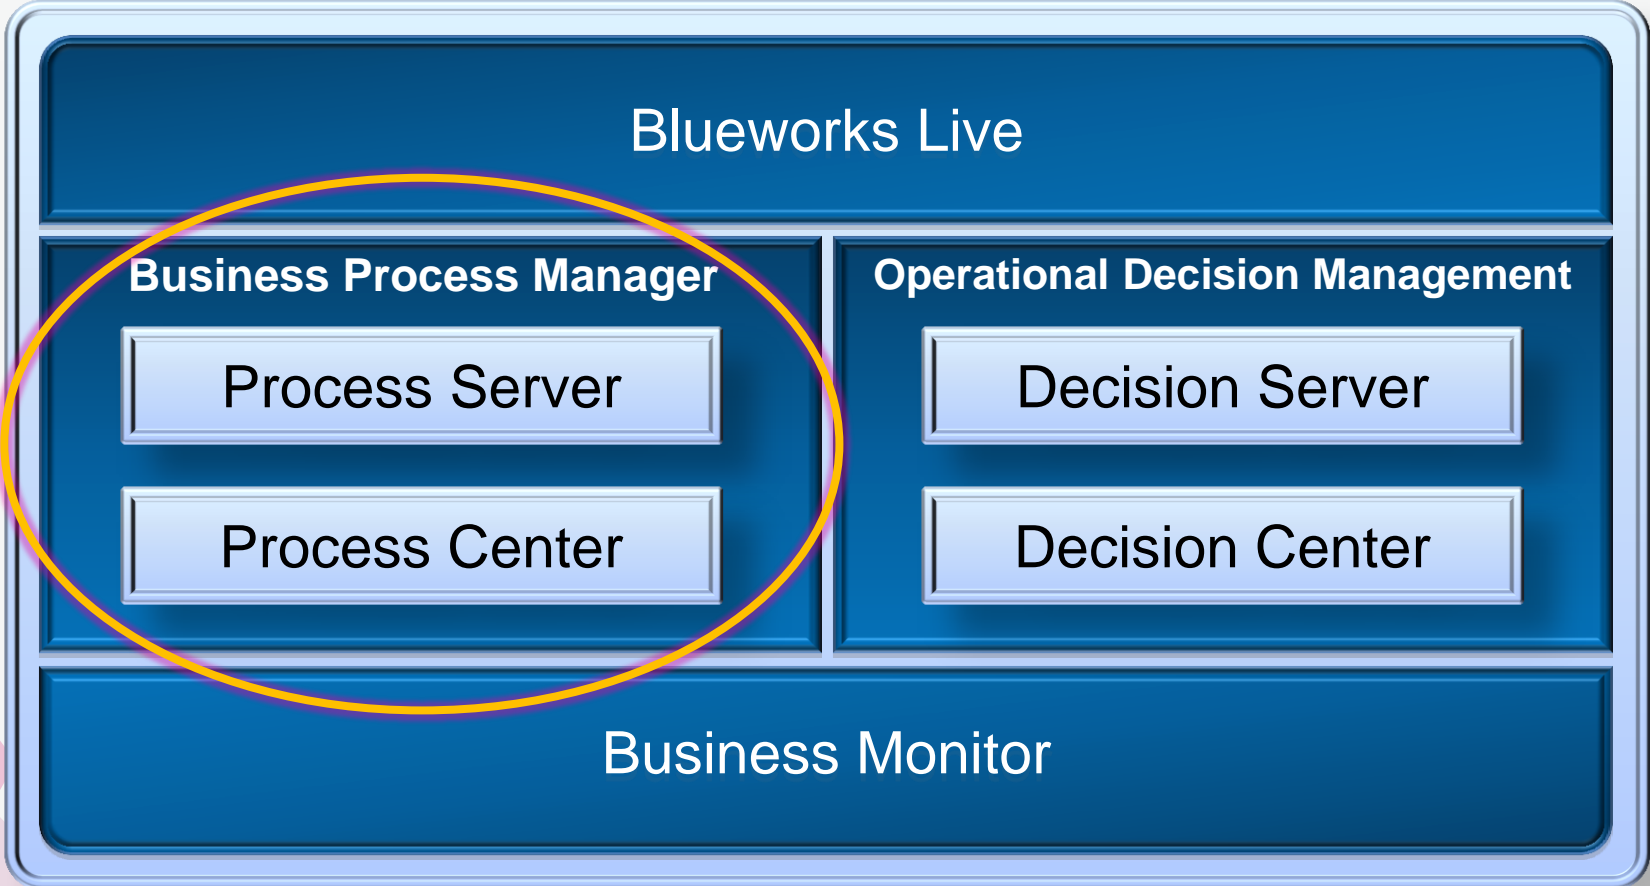 Blueworks Live
Business Process Manager
Process Server
Process Center
Operational Decision Management
Decision Server
Decision Center
Business Monitor